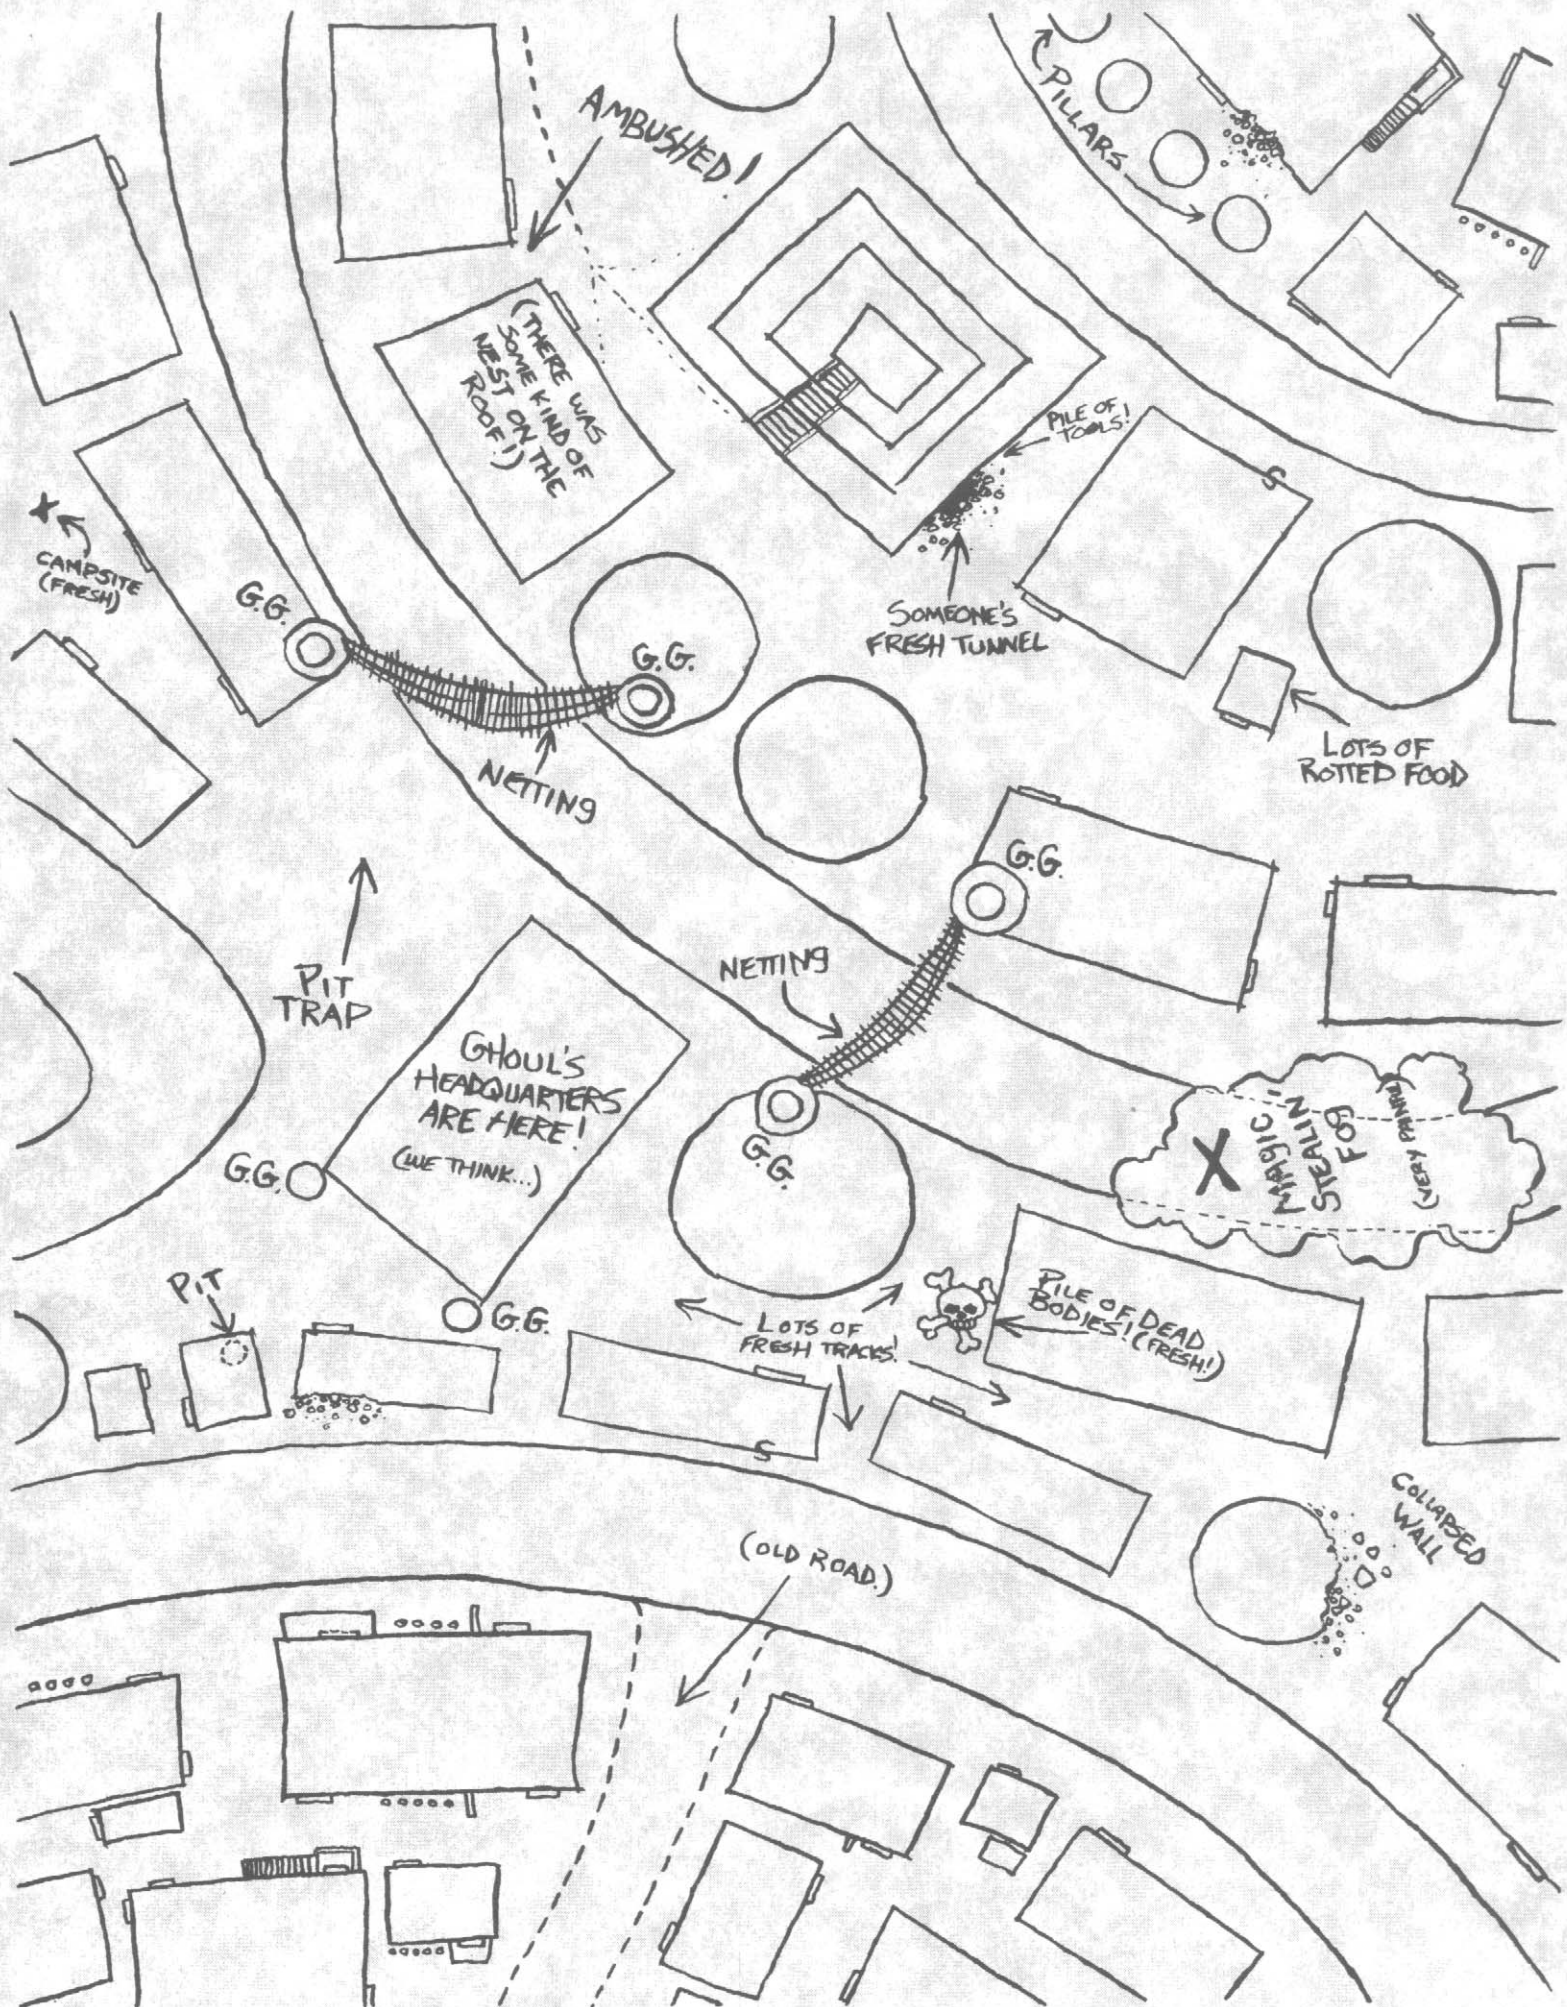 PILLARS
AMBUSHED!
(THERE WAS
SOME KIND OF
NEST ON THE
ROOF!)
PILE OF
TOOLS!
S
CAMPSITE
(FRESH)
G.G.
G.G.
SOMEONE'S
FRESH TUNNEL
NETTING
LOTS OF
ROTTED FOOD
G.G.
NETTING
PIT
TRAP
GHOUL'S
HEADQUARTERS
ARE HERE!
(WE THINK...)
G.G.
G.G.
X
MAGIC-
STEALIN'
FOG
(VERY PAINFUL)
PIT
G.G.
LOTS OF
FRESH TRACKS!
PILE OF DEAD
BODIES! (FRESH!)
S
COLLAPSED
WALL
(OLD ROAD.)